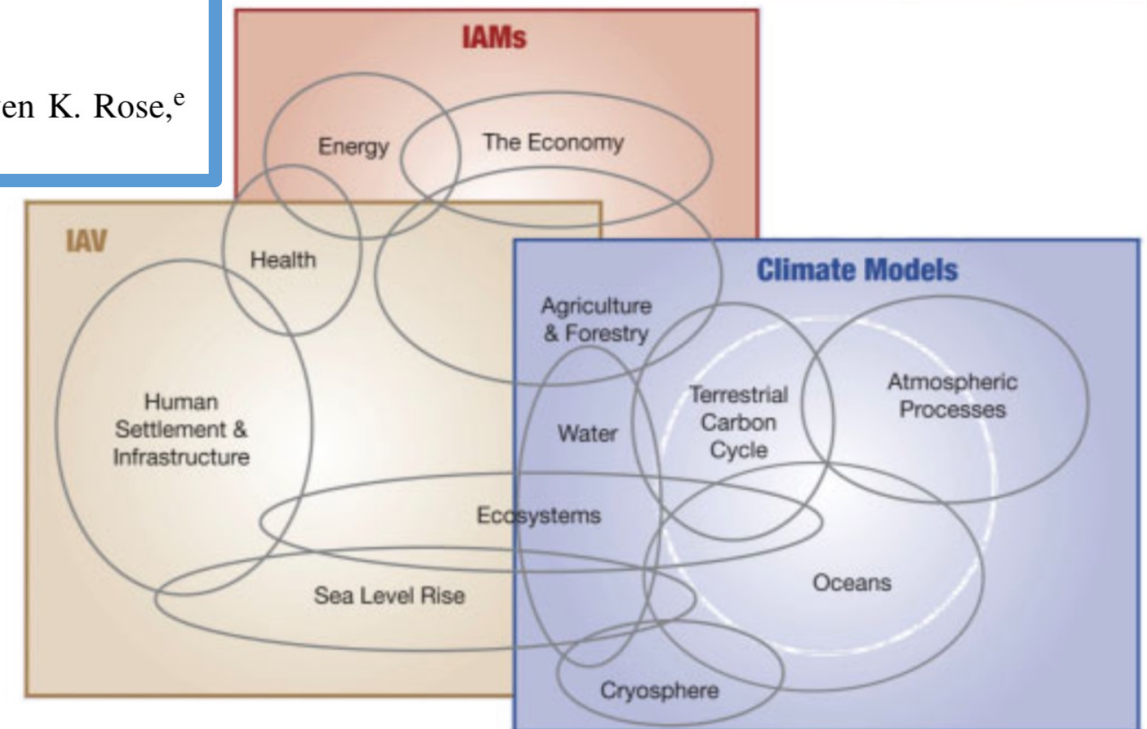 en K. Rose,e
IAMs
Energy
The Economy
IAV
Health
Climate Models
Agriculture
& Forestry
Human
Settlement &
Infrastructure
Water
Terrestrial
Carbon
Cycle
Atmospheric
Processes
Ecosystems
Sea Level Rise
Oceans
Cryosphere